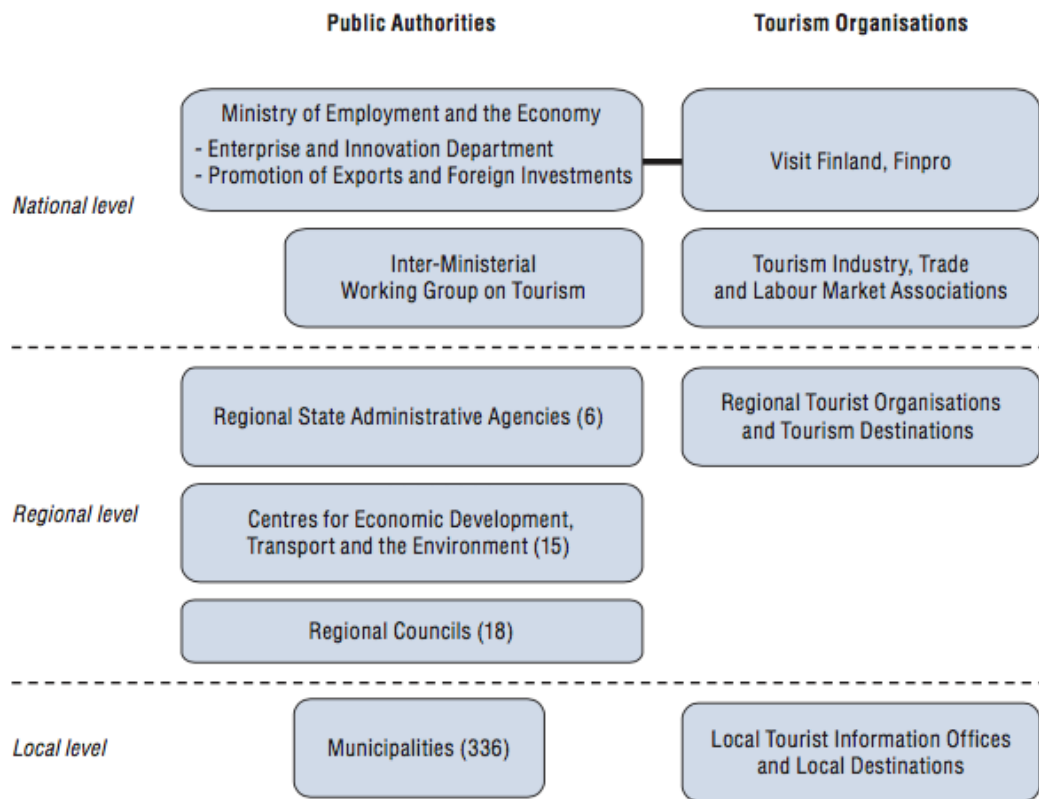 Public Authorities
Tourism Organisations
National level
Ministry of Employment and the Economy
- Enterprise and Innovation Department
- Promotion of Exports and Foreign Investments
Visit Finland, Finpro
Inter-Ministerial
Working Group on Tourism
Tourism Industry, Trade
and Labour Market Associations
Regional level
Regional State Administrative Agencies (6)
Regional Tourist Organisations
and Tourism Destinations
Centres for Economic Development,
Transport and the Environment (15)
Regional Councils (18)
Local level
Municipalities (336)
Local Tourist Information Offices
and Local Destinations